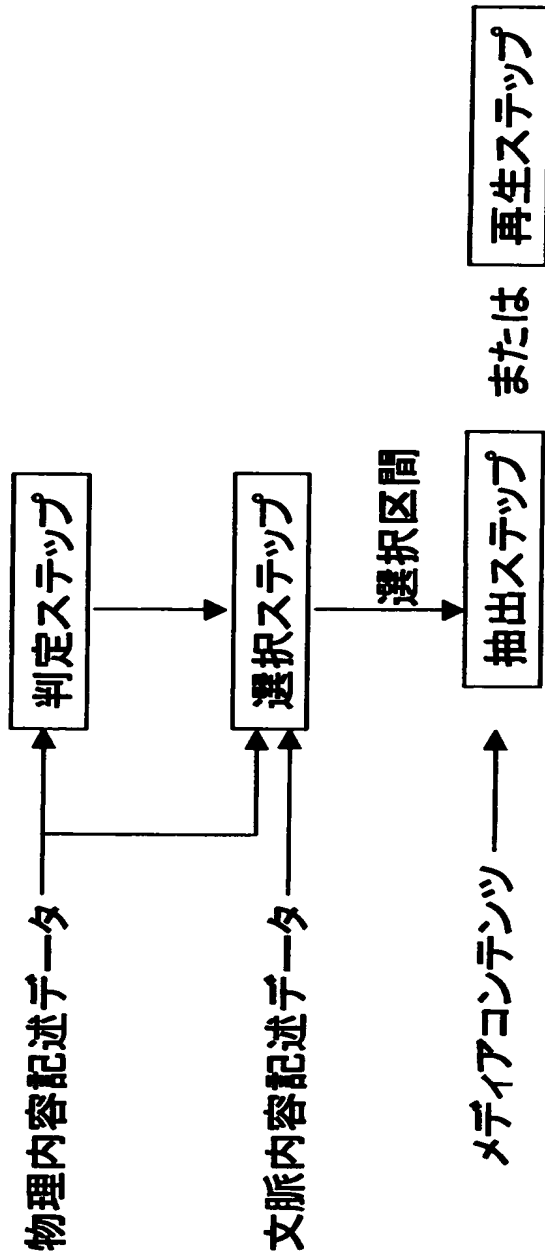 物理内容記述データ
判定ステップ
文脈内容記述データ
選択ステップ
選択区間
メディアコンテンツ
抽出ステップ
または
再生ステップ